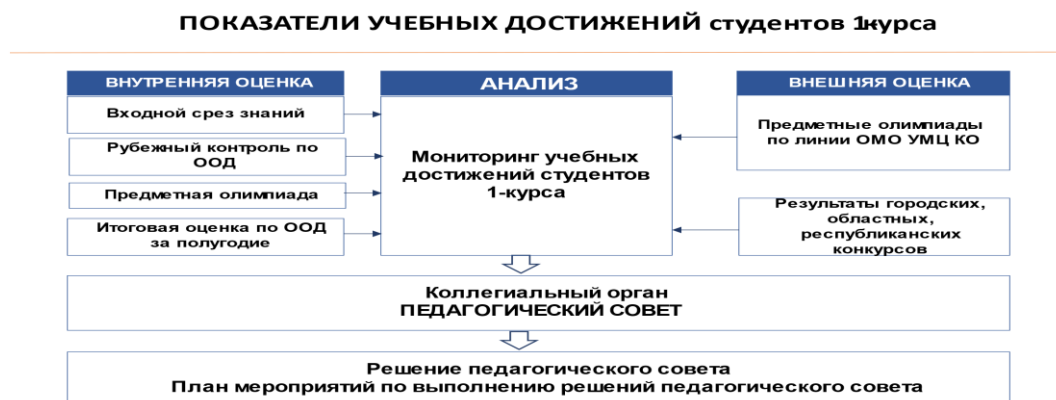 ПОКАЗАТЕЛИ УЧЕБНЫХ ДОСТИЖЕНИЙ студентов 1курса
ВНУТРЕННЯЯ ОЦЕНКА
Входной срез знаний
Рубежный контроль по
ООД
Предметная олимпиада
Итоговая оценка по ООД
за полугодие
АНАЛИЗ
Мониторинг учебных
достижений студентов
1-курса
ВНЕШНЯЯ ОЦЕНКА
Предметные олимпиады
по линии ОМО УМЦ КО
Результаты городских,
областных,
республиканских
конкурсов
Коллегиальный орган
ПЕДАГОГИЧЕСКИЙ СОВЕТ
Решение педагогического совета
План мероприятий по выполнению решений педагогического совета